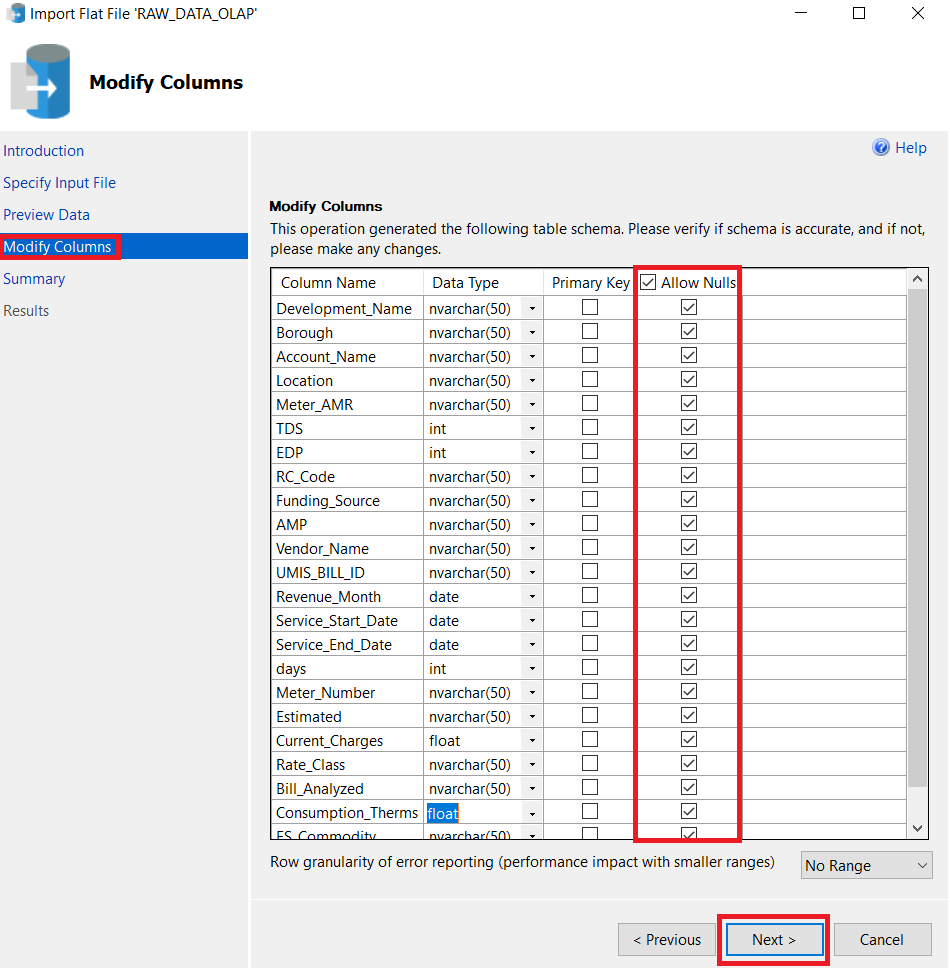 Import Flat File 'RAW_DATA_OLAP'
Modify Columns
Introduction
Specify Input File
Preview Data
Modify Columns
Summary
Results
Help
Modify Columns
This operation generated the following table schema. Please verify if schema is accurate, and if not,
please make any changes.
Column Name Data Type Primary Key Allow Nulls
Development_Name nvarchar(50)
Borough nvarchar(50)
Account_Name nvarchar(50)
Location nvarchar(50)
Meter_AMR nvarchar(50)
TDS int
EDP int
RC_Code nvarchar(50)
Funding_Source nvarchar(50)
AMP nvarchar(50)
Vendor_Name nvarchar(50)
UMIS_BILL_ID nvarchar(50)
Revenue_Month date
Service_Start_Date date
Service_End_Date date
days int
Meter_Number nvarchar(50)
Estimated nvarchar(50)
Current_Charges float
Rate_Class nvarchar(50)
Bill_Analyzed nvarchar(50)
Consumption_Therms float
ES_Commodity nvarchar(50)
Row granularity of error reporting (performance impact with smaller ranges) No Range
< Previous Next > Cancel